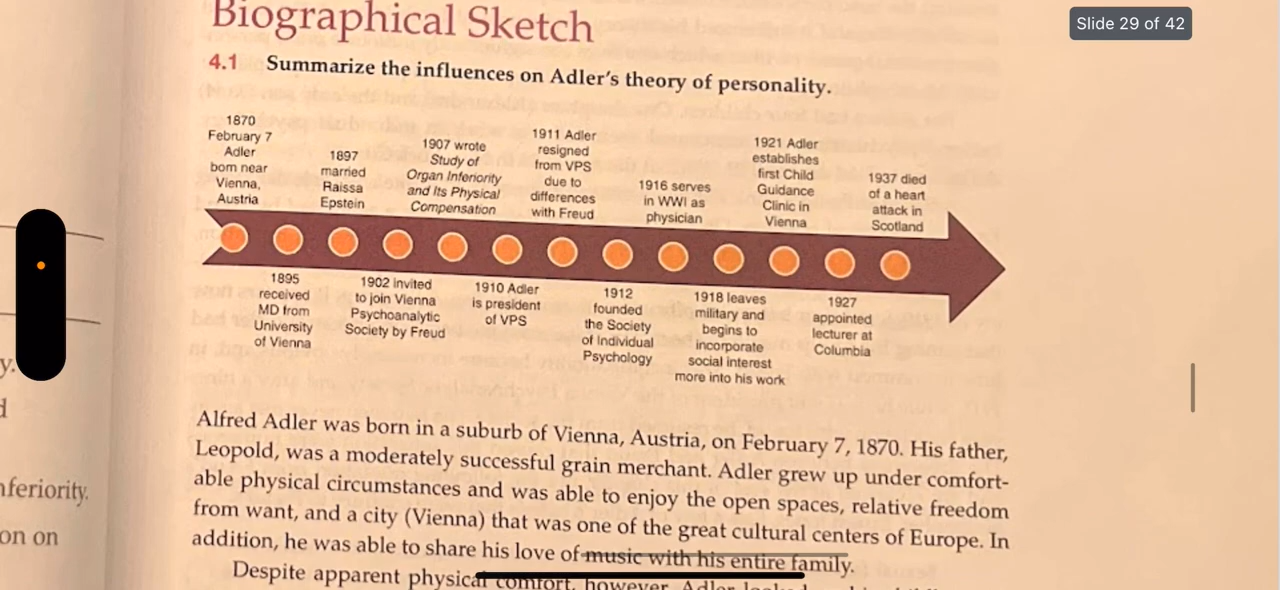 Slide 29 of 42
Biographical Sketch
4.1 Summarize the influences on Adler's theory of personality.
1870
February 7
Adler
born near
Vienna,
Austria
1895
received
MD from
University
of Vienna
1897
married
Raissa
Epstein
1902 invited
to join Vienna
Psychoanalytic
Society by Freud
1907 wrote
Study of
Organ Inferiority
and Its Physical
Compensation
1910 Adler
is president
of VPS
1911 Adler
resigned
from VPS
due to
differences
with Freud
1912
founded
the Society
of Individual
Psychology
1916 serves
in WWI as
physician
1918 leaves
military and
begins to
incorporate
social interest
more into his work
1921 Adler
establishes
first Child
Guidance
Clinic in
Vienna
1927
appointed
lecturer at
Columbia
1937 died
of a heart
attack in
Scotland
Alfred Adler was born in a suburb of Vienna, Austria, on February 7, 1870. His father,
Leopold, was a moderately successful grain merchant. Adler grew up under comfort-
able physical circumstances and was able to enjoy the open spaces, relative freedom
from want, and a city (Vienna) that was one of the great cultural centers of Europe. In
addition, he was able to share his love of music with his entire family.
Despite apparent physical comfort, however, Adler
y.
d
nferiority.
on on